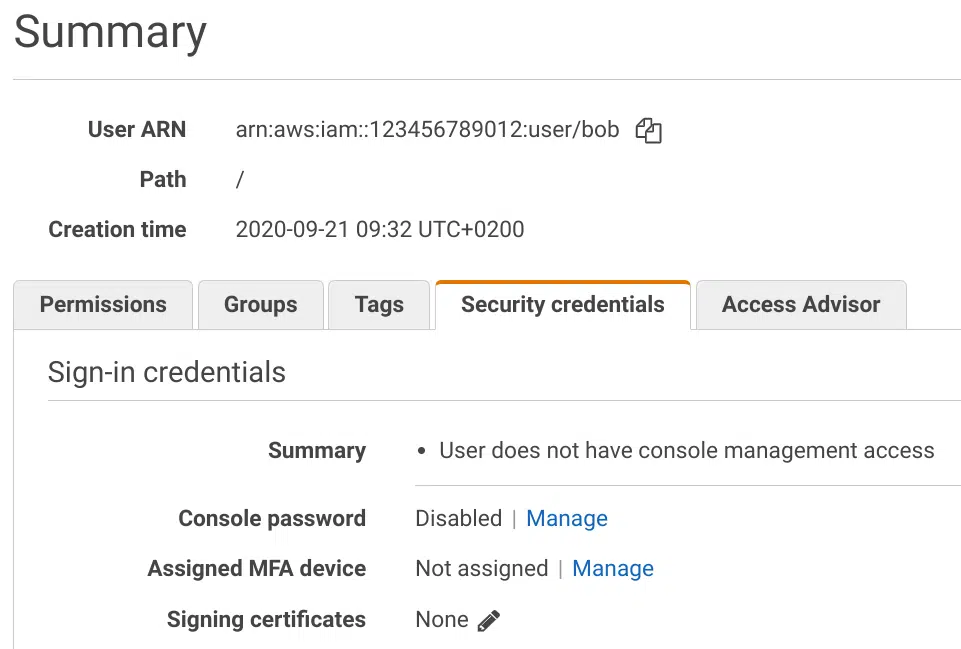 Summary
User ARN arn:aws:iam::123456789012:user/bob
Path /
Creation time 2020-09-21 09:32 UTC+0200
Permissions Groups Tags Security credentials Access Advisor
Sign-in credentials
Summary • User does not have console management access
Console password Disabled | Manage
Assigned MFA device Not assigned | Manage
Signing certificates None